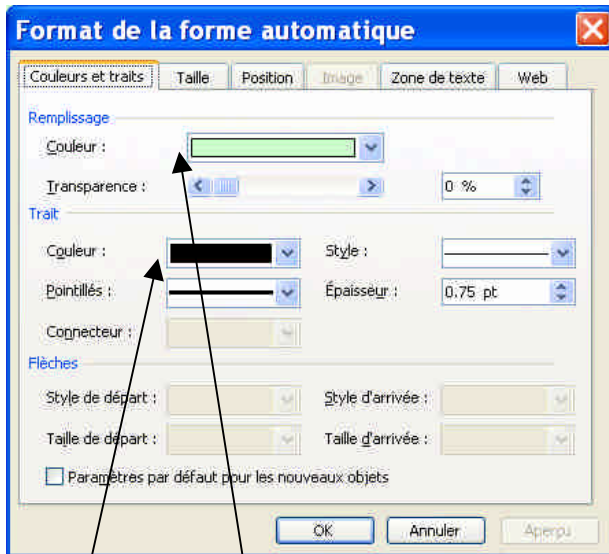 Format de la forme automatique
Couleurs et traits Taille Position Image Zone de texte Web
Remplissage
Couleur :
Transparence : 0 %
Trait
Couleur : Style :
Pointillés : Épaisseur : 0.75 pt
Connecteur :
Flèches
Style de départ : Style d'arrivée :
Taille de départ : Taille d'arrivée :
Paramètres par défaut pour les nouveaux objets
OK Annuler Aperçu